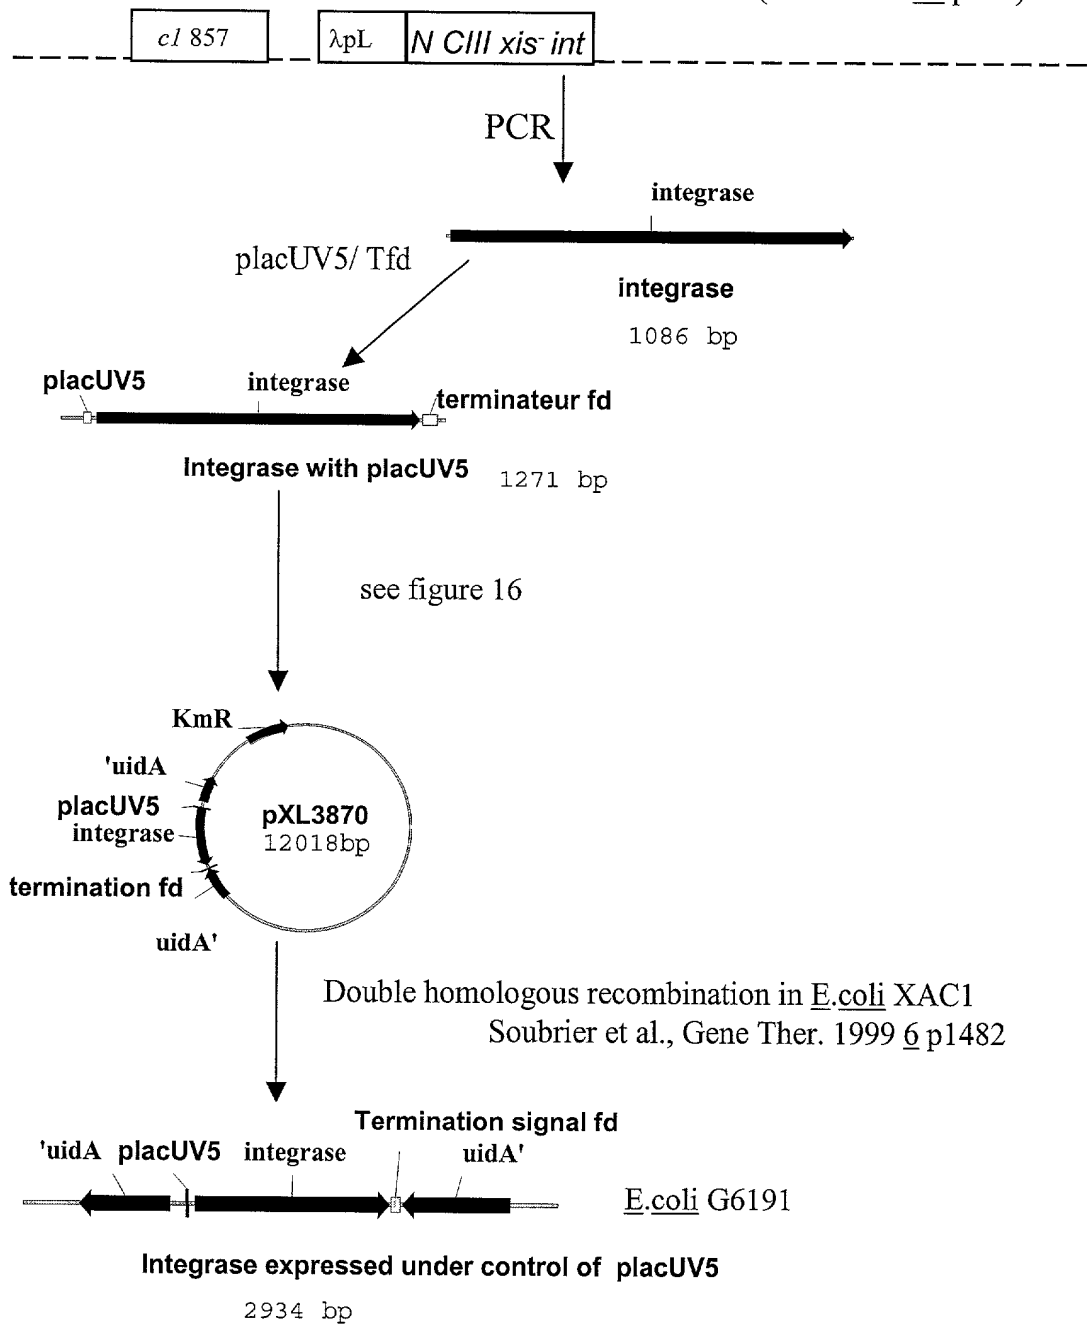 cI 857 λpL N CIII xis- int
PCR
integrase
placUV5/ Tfd
integrase
1086 bp
placUV5 integrase terminateur fd
Integrase with placUV5 1271 bp
see figure 16
KmR
'uidA
placUV5
integrase
pXL3870
12018bp
termination fd
uidA'
Double homologous recombination in E.coli XAC1
Soubrier et al., Gene Ther. 1999 6 p1482
Termination signal fd
'uidA placUV5 integrase uidA'
E.coli G6191
Integrase expressed under control of placUV5
2934 bp